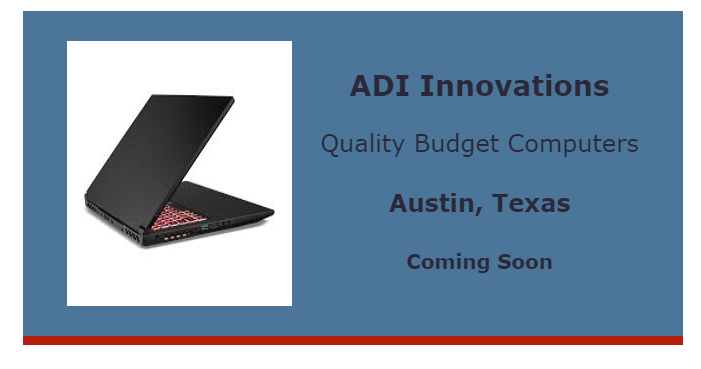 ADI Innovations
Quality Budget Computers
Austin, Texas
Coming Soon